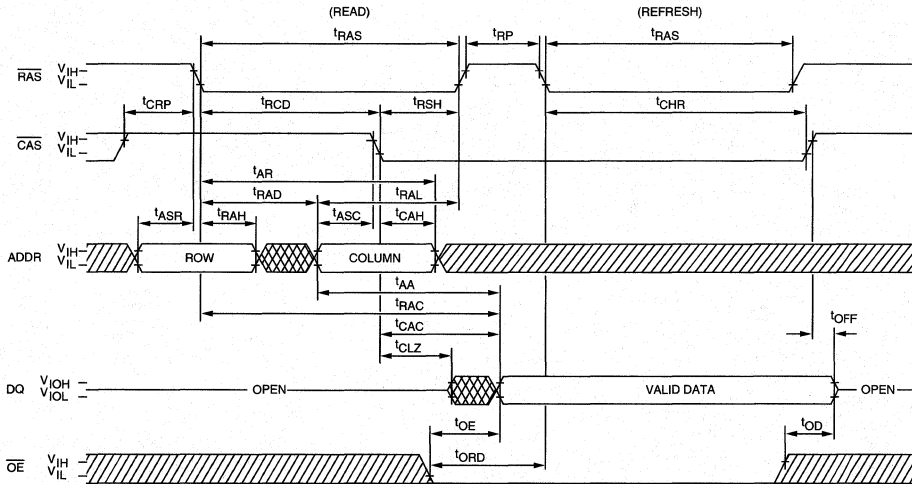 (READ) (REFRESH)
tRAS tRP tRAS
RAS VIH VIL
tCRP tRCD tRSH tCHR
CAS VIH VIL
tAR
tRAD tRAL
tASR tRAH tASC tCAH
ADDR VIH VIL ROW COLUMN
tAA
tRAC
tCAC tOFF
tCLZ
DQ VIOH VIOL OPEN VALID DATA OPEN
tOE tOD
tORD
OE VIH VIL